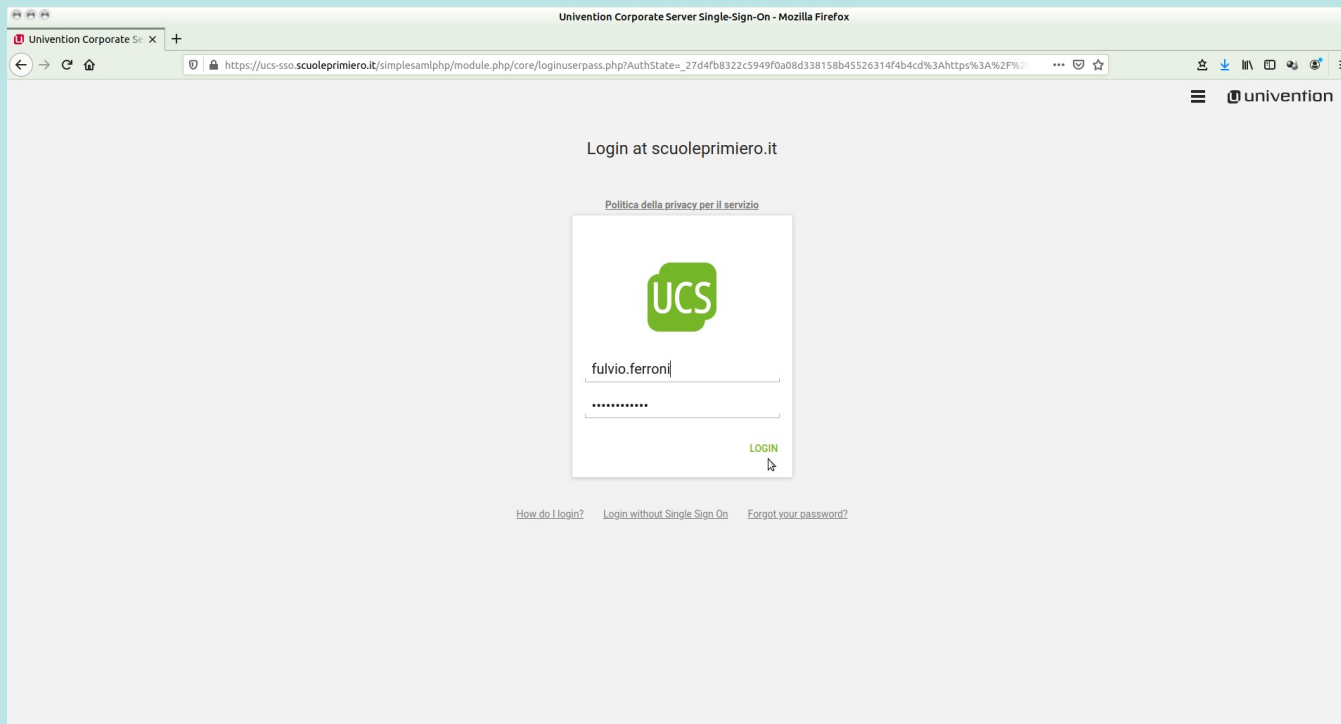 Univention Corporate Server Single-Sign-On - Mozilla Firefox
Univention Corporate Se
https://ucs-sso.scuoleprimiero.it/simplesamlphp/module.php/core/loginuserpass.php?AuthState=_27d4fb8322c5949f0a08d338158b45526314f4b4cd%3Ahttps%3A%2F%2
univention
Login at scuoleprimiero.it
Politica della privacy per il servizio
UCS
fulvio.ferroni
••••••••••••
LOGIN
How do I login? Login without Single Sign On Forgot your password?